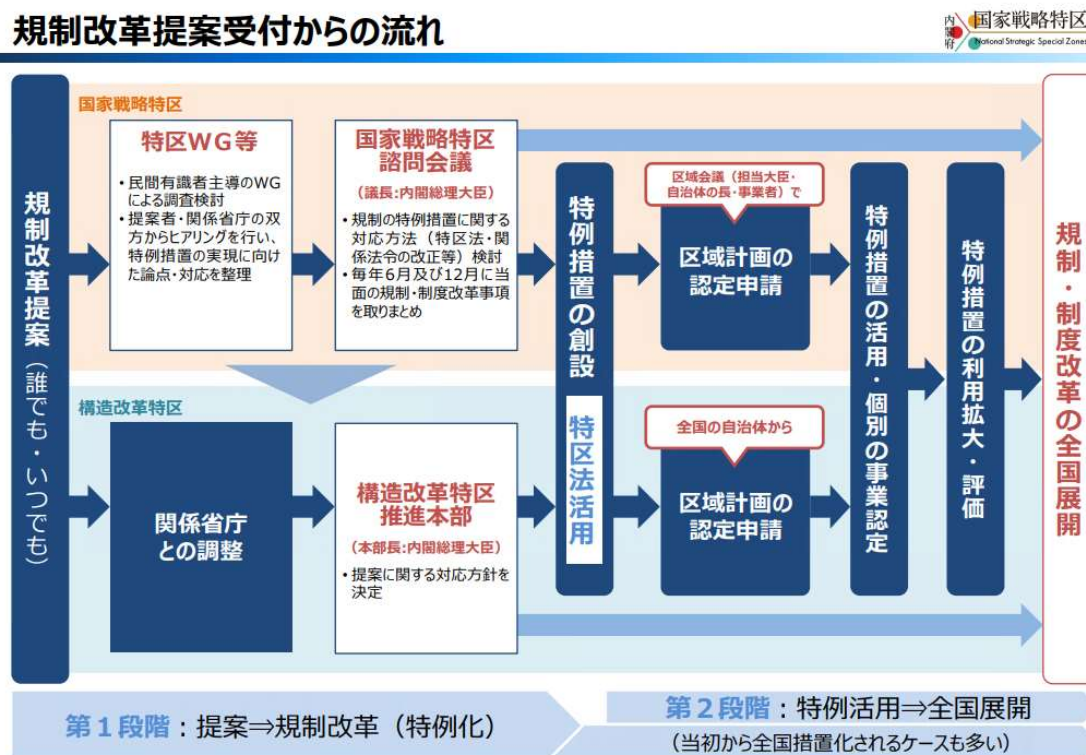 規制改革提案受付からの流れ
内閣府
国家戦略特区
National Strategic Special Zones
規制改革提案（誰でも・いつでも）
国家戦略特区
特区WG等
・民間有識者主導のWG
による調査検討
・提案者・関係省庁の双
方からヒアリングを行い、
特例措置の実現に向け
た論点・対応を整理
国家戦略特区
諮問会議
（議長:内閣総理大臣）
・規制の特例措置に関する
対応方法（特区法・関
係法令の改正等）検討
・毎年6月及び12月に当
面の規制・制度改革事項
を取りまとめ
構造改革特区
関係省庁
との調整
構造改革特区
推進本部
（本部長:内閣総理大臣）
・提案に関する対応方針を
決定
特例措置の創設
特区法活用
区域会議（担当大臣・
自治体の長・事業者）で
区域計画の
認定申請
全国の自治体から
区域計画の
認定申請
特例措置の活用・個別の事業認定
特例措置の利用拡大・評価
規制・制度改革の全国展開
第１段階：提案⇒規制改革（特例化）
第２段階：特例活用⇒全国展開
（当初から全国措置化されるケースも多い）